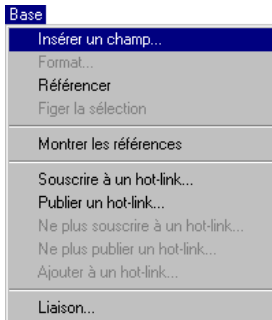 Base
Insérer un champ...
Format...
Référencer
Figer la sélection
Montrer les références
Souscrire à un hot-link...
Publier un hot-link...
Ne plus souscrire à un hot-link...
Ne plus publier un hot-link...
Ajouter à un hot-link...
Liaison...